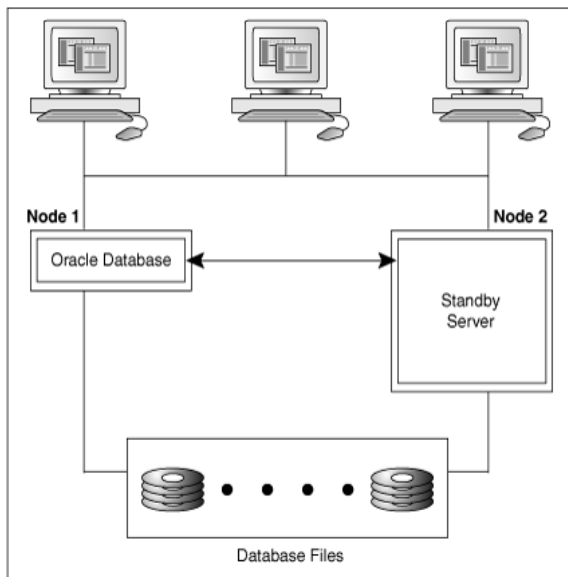 Node 1
Node 2
Oracle Database
Standby
Server
Database Files